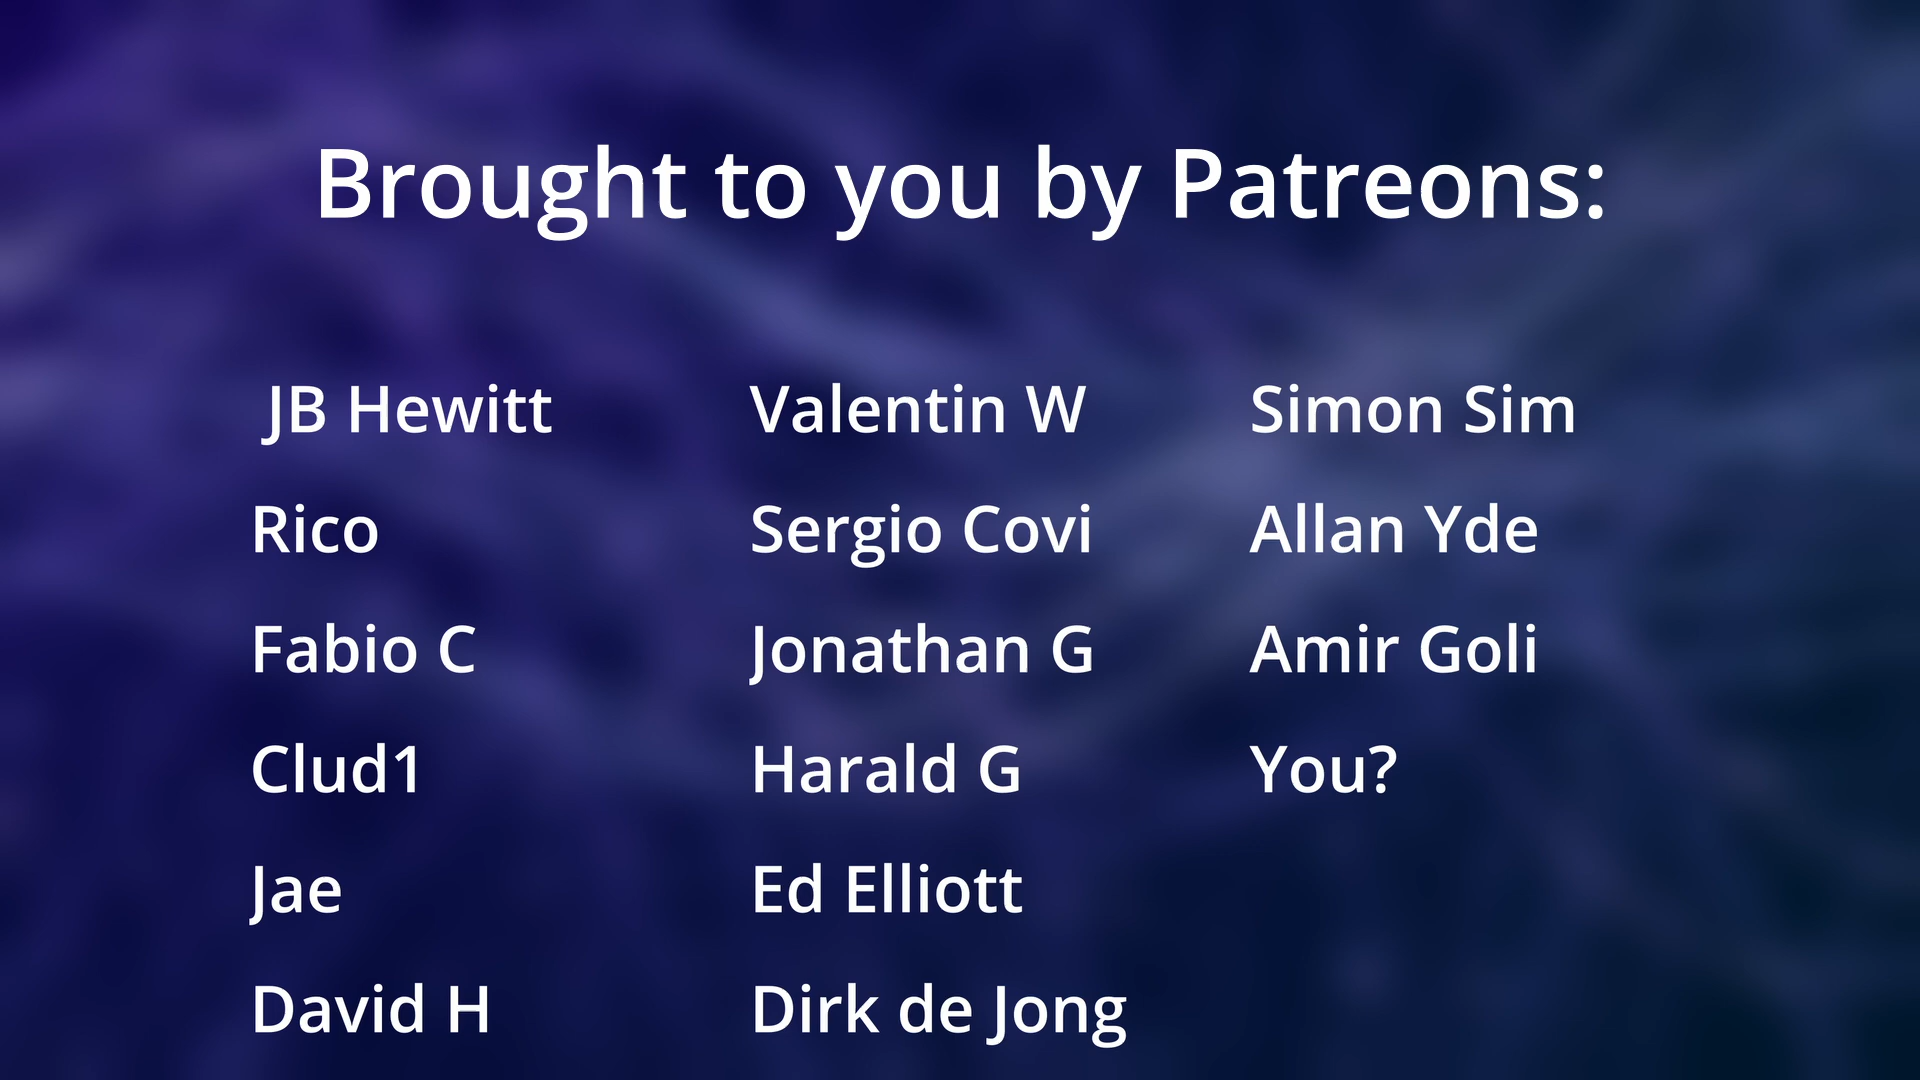 Brought to you by Patreons:
JB Hewitt
Rico
Fabio C
Clud1
Jae
David H
Valentin W
Sergio Covi
Jonathan G
Harald G
Ed Elliott
Dirk de Jong
Simon Sim
Allan Yde
Amir Goli
You?